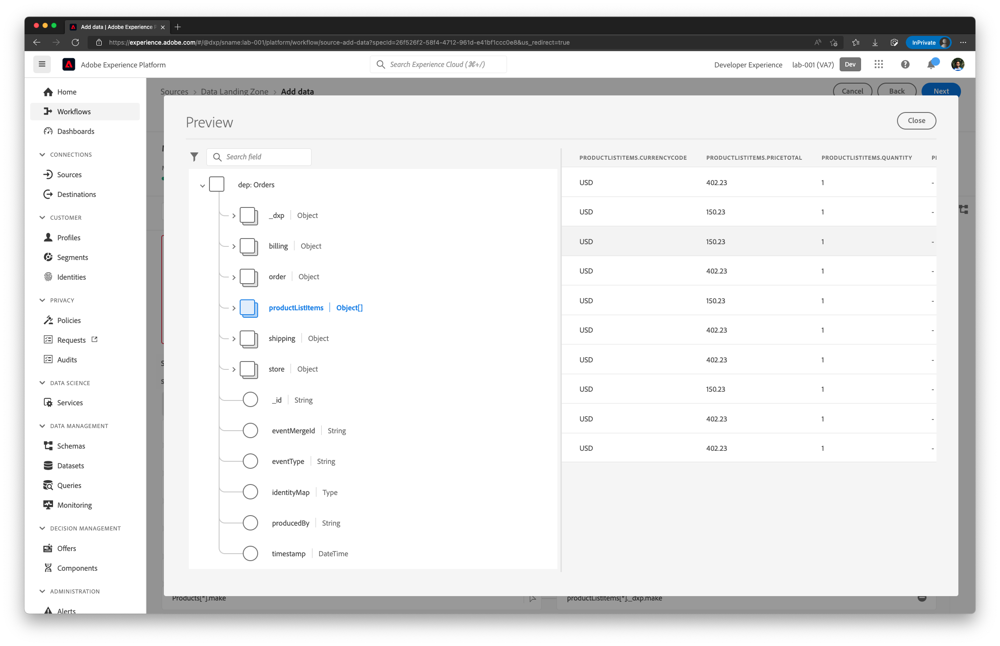 Add data | Adobe Experience P
https://experience.adobe.com/#/@dxp/sname:lab-001/platform/workflow/source-add-data?specId=26f526f2-58f4-4712-961d-e41bf1ccc0e8&us_redirect=true
InPrivate
Adobe Experience Platform
Search Experience Cloud (⌘+/)
Developer Experience
lab-001 (VA7)
Dev
Home
Workflows
Dashboards
CONNECTIONS
Sources
Destinations
CUSTOMER
Profiles
Segments
Identities
PRIVACY
Policies
Requests
Audits
DATA SCIENCE
Services
DATA MANAGEMENT
Schemas
Datasets
Queries
Monitoring
DECISION MANAGEMENT
Offers
Components
ADMINISTRATION
Alerts
Sources > Data Landing Zone > Add data
Cancel
Back
Next
Preview
Close
Search field
dep: Orders
_dxp | Object
billing | Object
order | Object
productListItems | Object[]
shipping | Object
store | Object
_id | String
eventMergeId | String
eventType | String
identityMap | Type
producedBy | String
timestamp | DateTime
PRODUCTLISTITEMS.CURRENCYCODE PRODUCTLISTITEMS.PRICETOTAL PRODUCTLISTITEMS.QUANTITY
USD 402.23 1 -
USD 150.23 1 -
USD 150.23 1 -
USD 402.23 1 -
USD 150.23 1 -
USD 402.23 1 -
USD 402.23 1 -
USD 150.23 1 -
USD 402.23 1 -
USD 402.23 1 -
Products[*].make
productListItems[*]._dxp.make